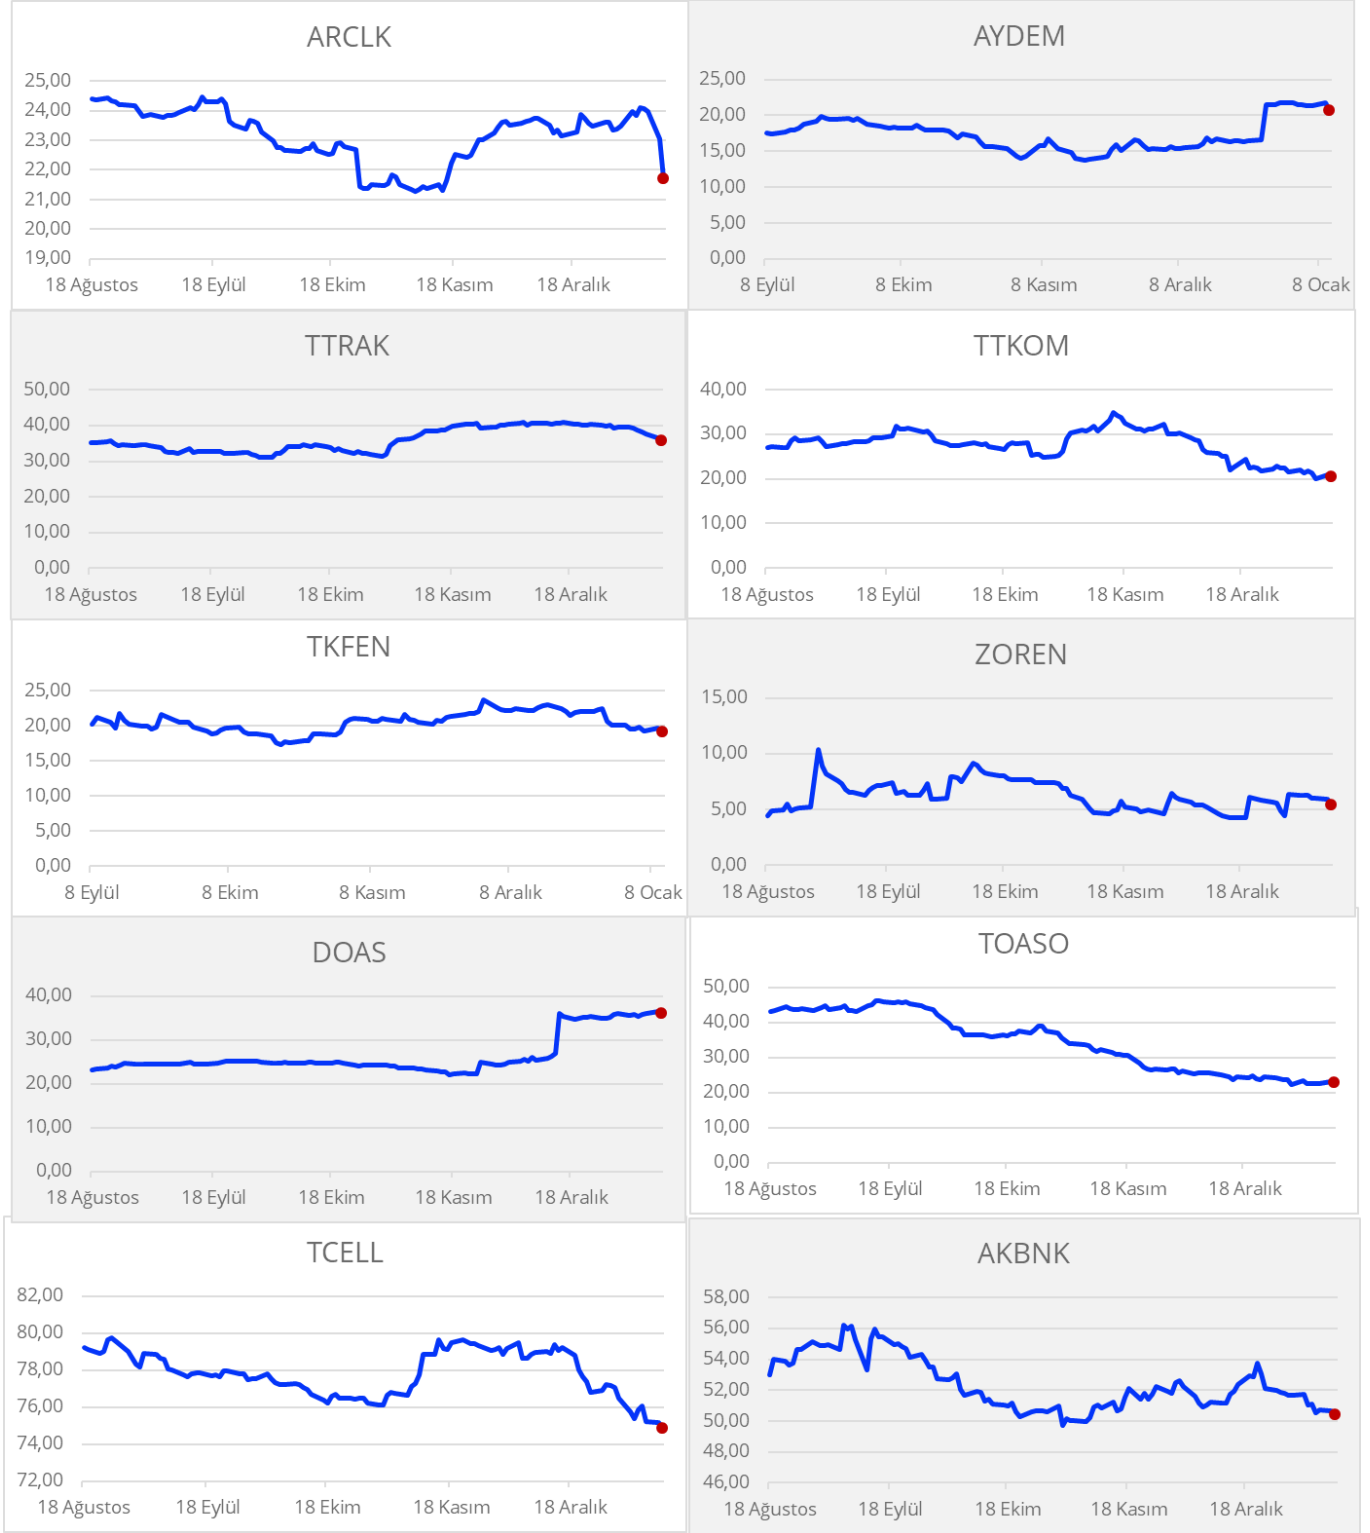 ARCLK
25,00
24,00
23,00
22,00
21,00
20,00
19,00
18 Ağustos 18 Eylül 18 Ekim 18 Kasım 18 Aralık
AYDEM
25,00
20,00
15,00
10,00
5,00
0,00
8 Eylül 8 Ekim 8 Kasım 8 Aralık 8 Ocak
TTRAK
50,00
40,00
30,00
20,00
10,00
0,00
18 Ağustos 18 Eylül 18 Ekim 18 Kasım 18 Aralık
TTKOM
40,00
30,00
20,00
10,00
0,00
18 Ağustos 18 Eylül 18 Ekim 18 Kasım 18 Aralık
TKFEN
25,00
20,00
15,00
10,00
5,00
0,00
8 Eylül 8 Ekim 8 Kasım 8 Aralık 8 Ocak
ZOREN
15,00
10,00
5,00
0,00
18 Ağustos 18 Eylül 18 Ekim 18 Kasım 18 Aralık
DOAS
40,00
30,00
20,00
10,00
0,00
18 Ağustos 18 Eylül 18 Ekim 18 Kasım 18 Aralık
TOASO
50,00
40,00
30,00
20,00
10,00
0,00
18 Ağustos 18 Eylül 18 Ekim 18 Kasım 18 Aralık
TCELL
82,00
80,00
78,00
76,00
74,00
72,00
18 Ağustos 18 Eylül 18 Ekim 18 Kasım 18 Aralık
AKBNK
58,00
56,00
54,00
52,00
50,00
48,00
46,00
18 Ağustos 18 Eylül 18 Ekim 18 Kasım 18 Aralık